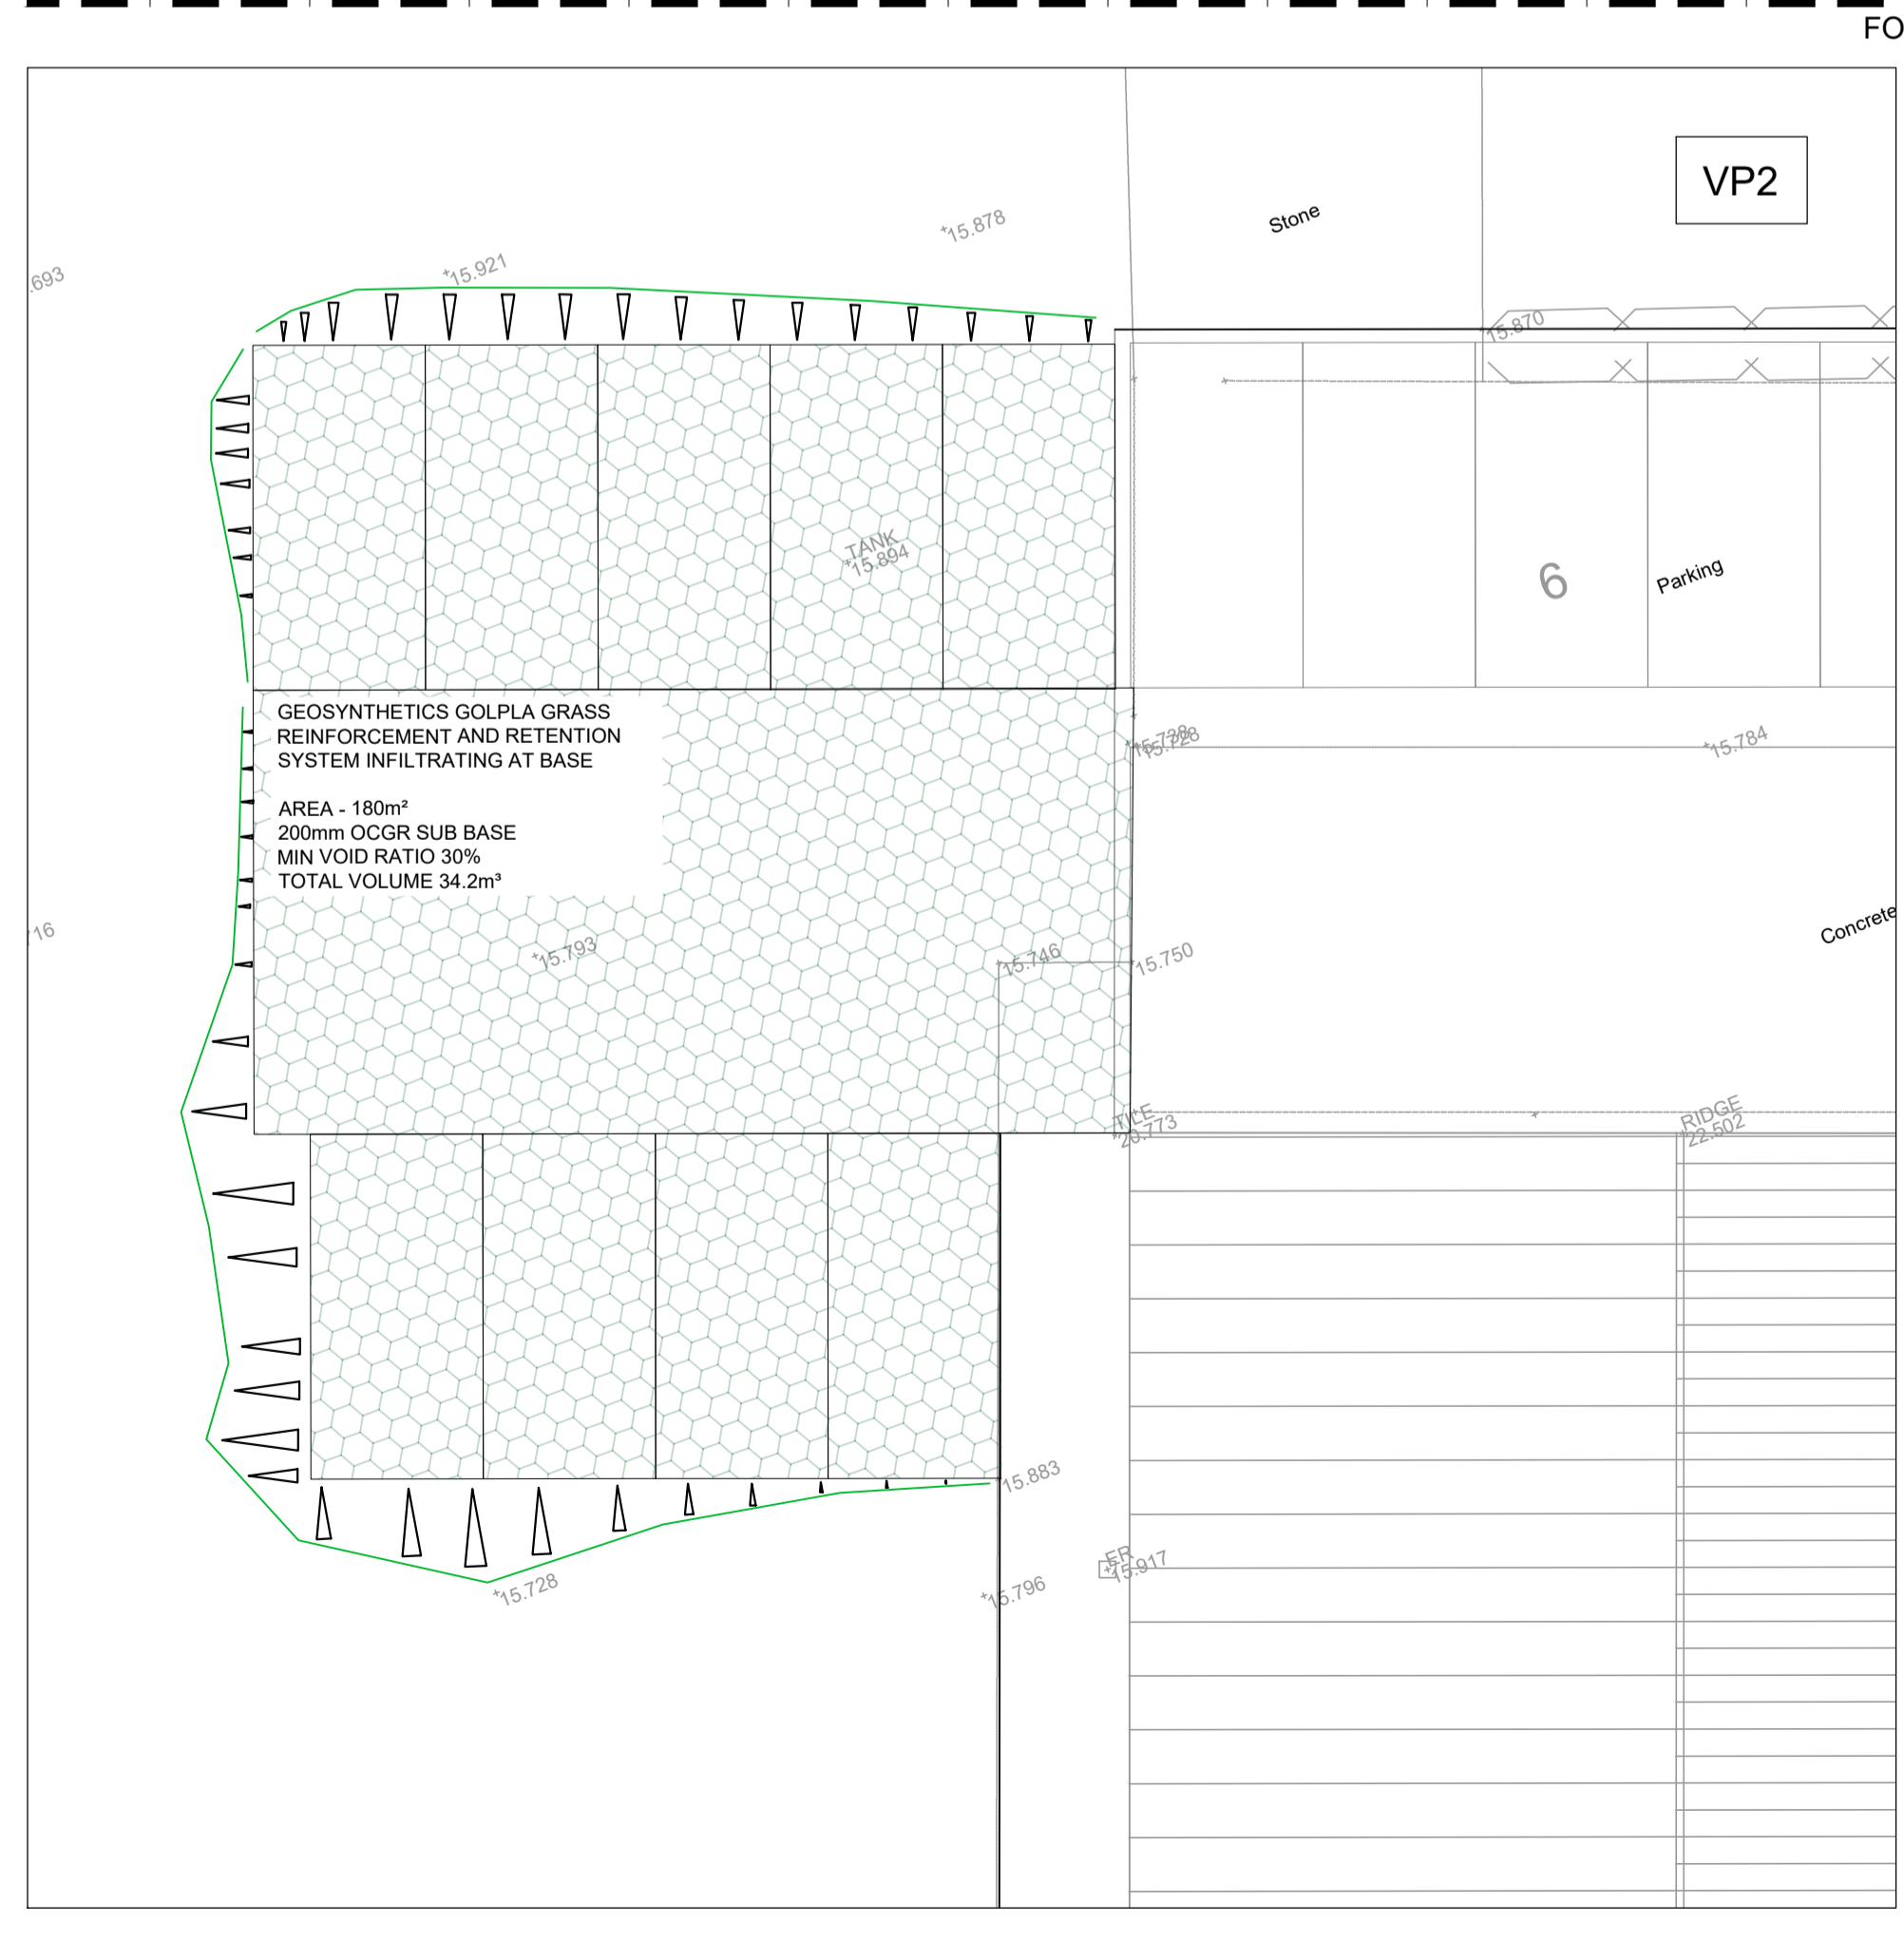 FO
VP2
Stone
15.878
15.921
.693
15.870
TANK
15.894
6
Parking
GEOSYNTHETICS GOLPLA GRASS
REINFORCEMENT AND RETENTION
SYSTEM INFILTRATING AT BASE
AREA - 180m²
200mm OCGR SUB BASE
MIN VOID RATIO 30%
TOTAL VOLUME 34.2m³
15.728
15.784
716
Concrete
15.793
15.746
15.750
20.773
RIDGE
22.502
15.883
ER
15.917
15.728
15.796